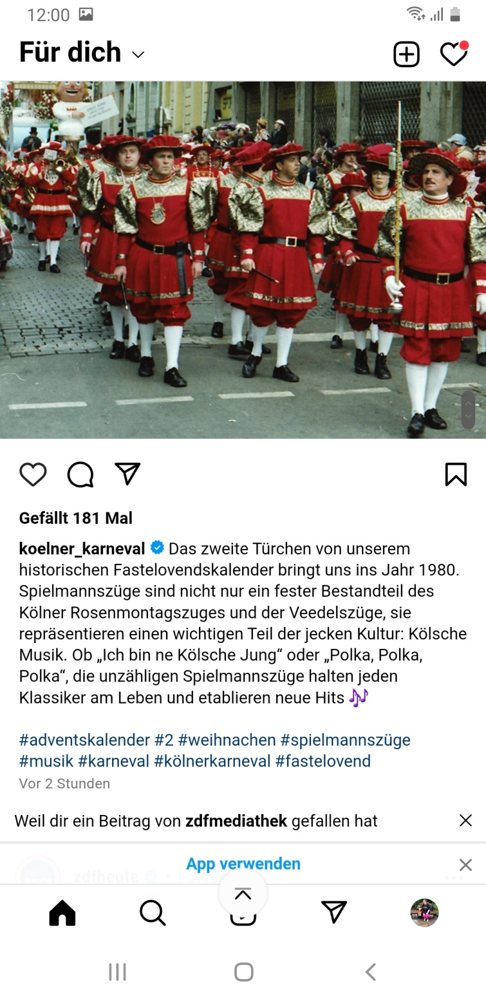 12:00
Für dich
Gefällt 181 Mal
koelner_karneval Das zweite Türchen von unserem
historischen Fastelovendskalender bringt uns ins Jahr 1980.
Spielmannszüge sind nicht nur ein fester Bestandteil des
Kölner Rosenmontagszuges und der Veedelszüge, sie
repräsentieren einen wichtigen Teil der jecken Kultur: Kölsche
Musik. Ob „Ich bin ne Kölsche Jung“ oder „Polka, Polka,
Polka“, die unzähligen Spielmannszüge halten jeden
Klassiker am Leben und etablieren neue Hits 🎶
#adventskalender #2 #weihnachen #spielmannszüge
#musik #karneval #kölnerkarneval #fastelovend
Vor 2 Stunden
Weil dir ein Beitrag von zdfmediathek gefallen hat
App verwenden
zdfheute